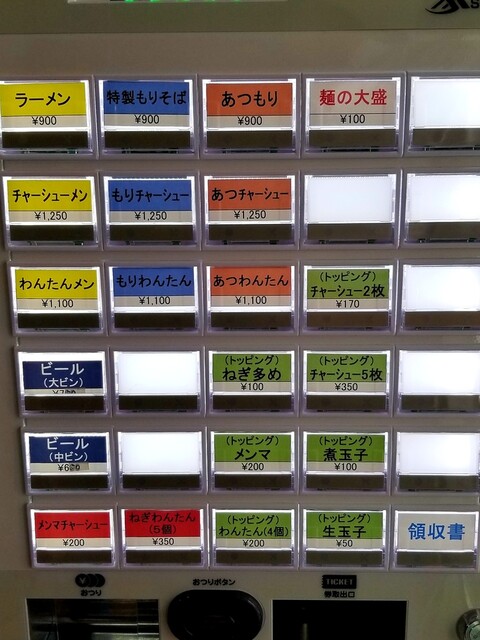 ラーメン
¥900
特製もりそば
¥900
あつもり
¥900
麺の大盛
¥100
チャーシューメン
¥1,250
もりチャーシュー
¥1,250
あつチャーシュー
¥1,250
わんたんメン
¥1,100
もりわんたん
¥1,100
あつわんたん
¥1,100
(トッピング)
チャーシュー2枚
¥170
ビール
(大ビン)
(トッピング)
ねぎ多め
¥100
(トッピング)
チャーシュー5枚
¥350
ビール
(中ビン)
(トッピング)
メンマ
¥200
(トッピング)
煮玉子
¥100
メンマチャーシュー
¥200
ねぎわんたん
(5個)
¥350
(トッピング)
わんたん(4個)
¥200
(トッピング)
生玉子
¥50
領収書
おつり
おつりボタン
TICKET
券取出口